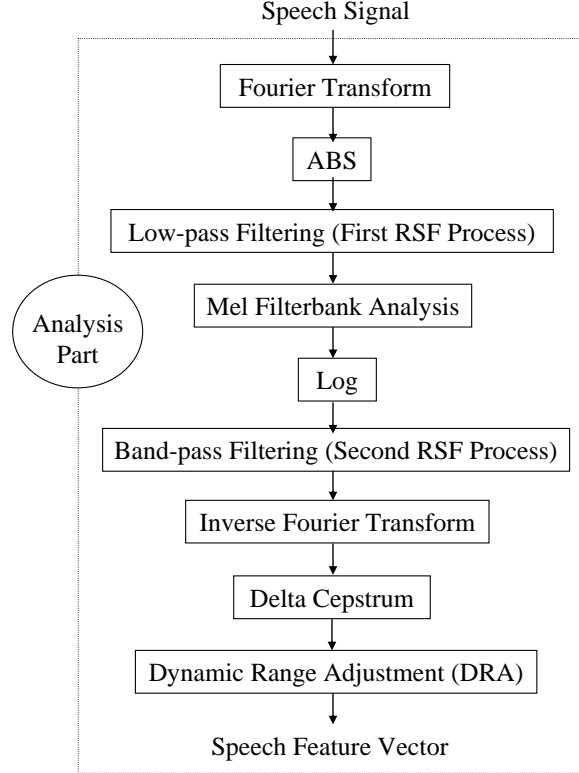 Speech Signal
Fourier Transform
ABS
Low-pass Filtering (First RSF Process)
Mel Filterbank Analysis
Analysis
Part
Log
Band-pass Filtering (Second RSF Process)
Inverse Fourier Transform
Delta Cepstrum
Dynamic Range Adjustment (DRA)
Speech Feature Vector